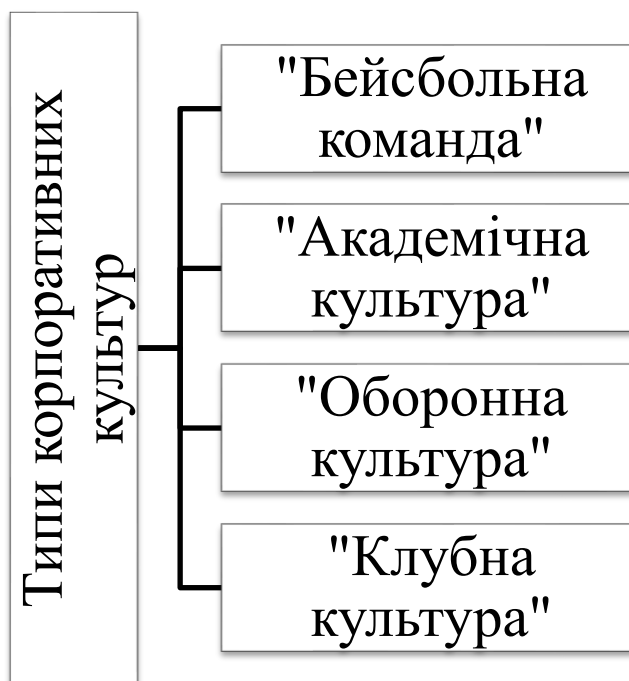 Типи корпоративних
культур
"Бейсбольна
команда"
"Академічна
культура"
"Оборонна
культура"
"Клубна
культура"